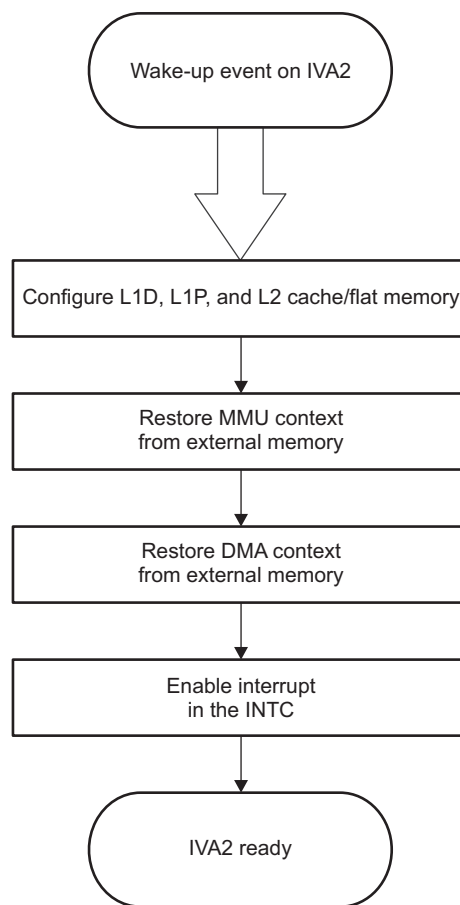 Wake-up event on IVA2
Configure L1D, L1P, and L2 cache/flat memory
Restore MMU context
from external memory
Restore DMA context
from external memory
Enable interrupt
in the INTC
IVA2 ready